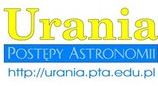 Urania
POSTĘPY ASTRONOMII
http://urania.pta.edu.pl